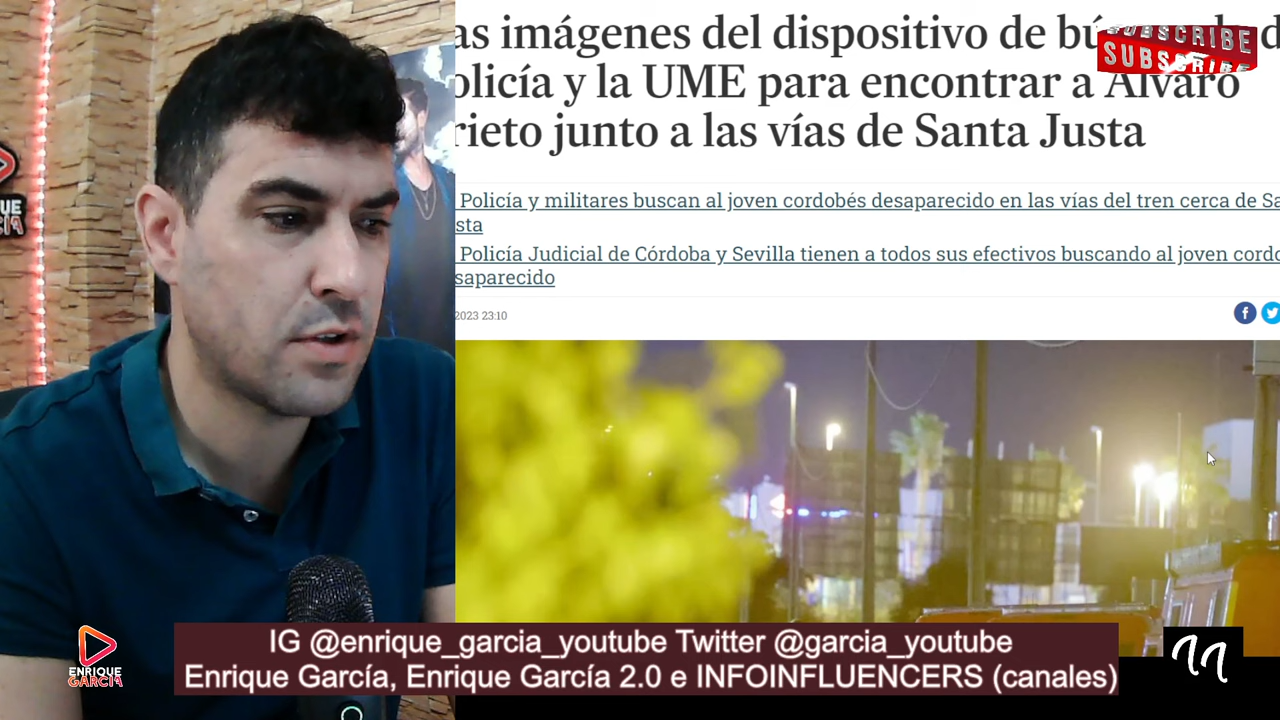 as imágenes del dispositivo de
olicía y la UME para encontrar a Álvaro
rieto junto a las vías de Santa Justa
SUBSCRIBE
SUBSCRIBE
Policía y militares buscan al joven cordobés desaparecido en las vías del tren cerca de Sa
sta
Policía Judicial de Córdoba y Sevilla tienen a todos sus efectivos buscando al joven cordo
saparecido
2023 23:10
UE
CÍA
IG @enrique_garcia_youtube Twitter @garcia_youtube
Enrique García, Enrique García 2.0 e INFOINFLUENCERS (canales)
ENRIQUE
GARCÍA